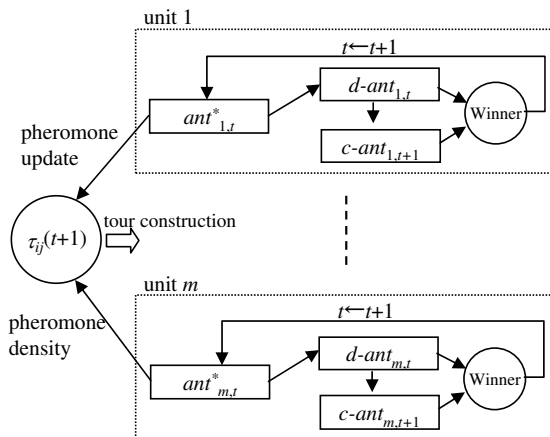 unit 1
t←t+1
d-ant1,t
ant*1,t
Winner
c-ant1,t+1
pheromone
update
tour construction
τij(t+1)
unit m
t←t+1
pheromone
density
d-antm,t
ant*m,t
Winner
c-antm,t+1